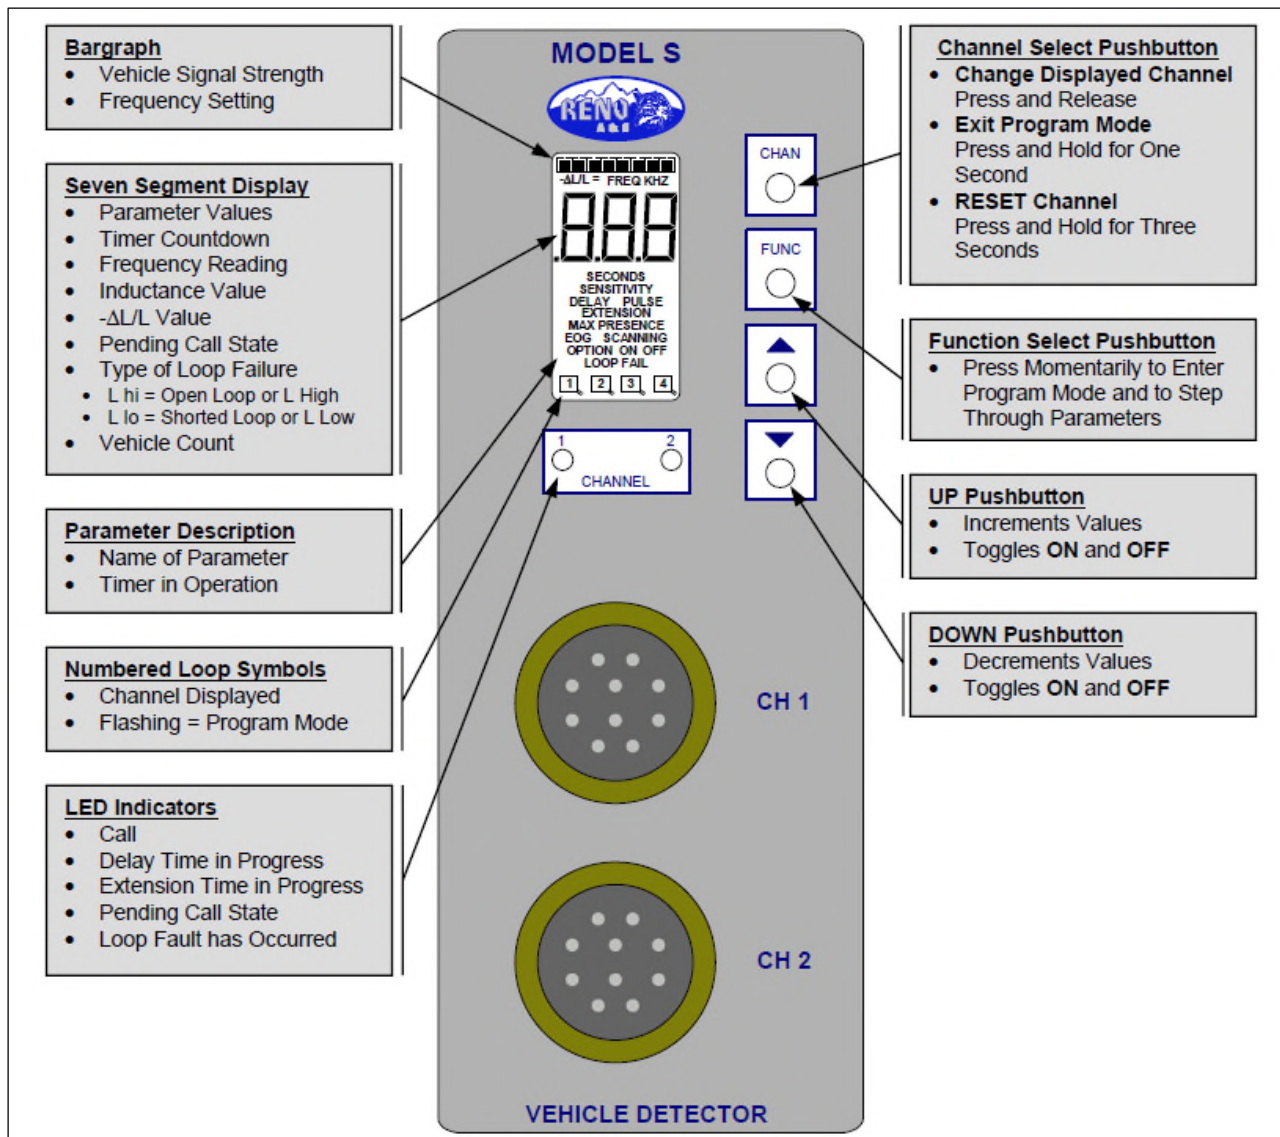 Bargraph
• Vehicle Signal Strength
• Frequency Setting
Seven Segment Display
• Parameter Values
• Timer Countdown
• Frequency Reading
• Inductance Value
• -ΔL/L Value
• Pending Call State
• Type of Loop Failure
• L hi = Open Loop or L High
• L lo = Shorted Loop or L Low
• Vehicle Count
Parameter Description
• Name of Parameter
• Timer in Operation
Numbered Loop Symbols
• Channel Displayed
• Flashing = Program Mode
LED Indicators
• Call
• Delay Time in Progress
• Extension Time in Progress
• Pending Call State
• Loop Fault has Occurred
MODEL S
RENO
A & E
-ΔL/L = FREQ KHZ
8.8.8
SECONDS
SENSITIVITY
DELAY PULSE
EXTENSION
MAX PRESENCE
EOG SCANNING
OPTION ON OFF
LOOP FAIL
1 2 3 4
1 2
CHANNEL
CHAN
FUNC
CH 1
CH 2
VEHICLE DETECTOR
Channel Select Pushbutton
• Change Displayed Channel
Press and Release
• Exit Program Mode
Press and Hold for One
Second
• RESET Channel
Press and Hold for Three
Seconds
Function Select Pushbutton
• Press Momentarily to Enter
Program Mode and to Step
Through Parameters
UP Pushbutton
• Increments Values
• Toggles ON and OFF
DOWN Pushbutton
• Decrements Values
• Toggles ON and OFF